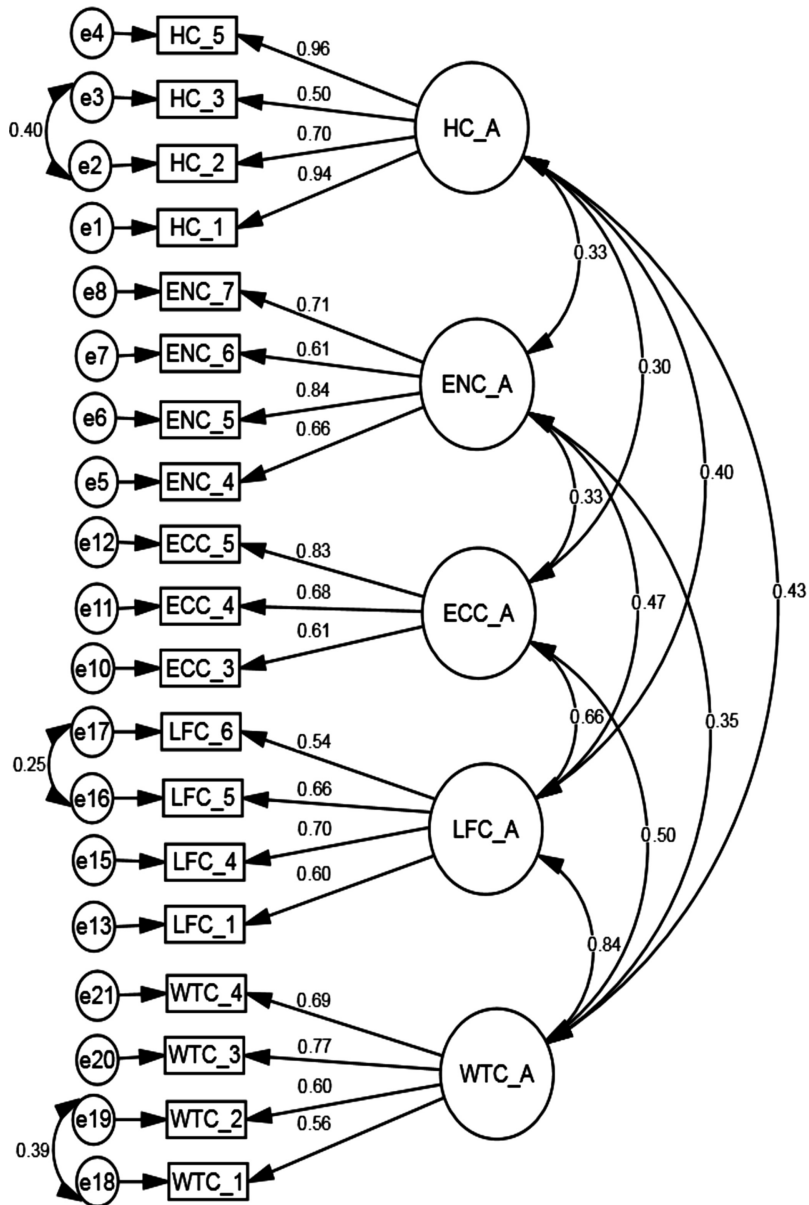 e4 HC_5 0.96
e3 HC_3 0.50
0.40
e2 HC_2 0.70
HC_A
e1 HC_1 0.94
e8 ENC_7 0.71
0.33
e7 ENC_6 0.61
0.30
ENC_A
e6 ENC_5 0.84
e5 ENC_4 0.66
0.40
0.33
e12 ECC_5 0.83
e11 ECC_4 0.68
ECC_A
0.47
0.43
e10 ECC_3 0.61
e17 LFC_6 0.54
0.66
0.35
0.25
e16 LFC_5 0.66
LFC_A
0.50
e15 LFC_4 0.70
e13 LFC_1 0.60
0.84
e21 WTC_4 0.69
e20 WTC_3 0.77
WTC_A
e19 WTC_2 0.60
0.39
e18 WTC_1 0.56